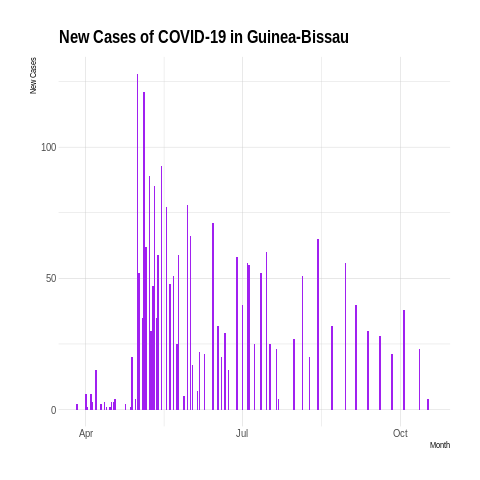 New Cases of COVID-19 in Guinea-Bissau
New Cases
100
50
0
Apr
Jul
Oct
Month